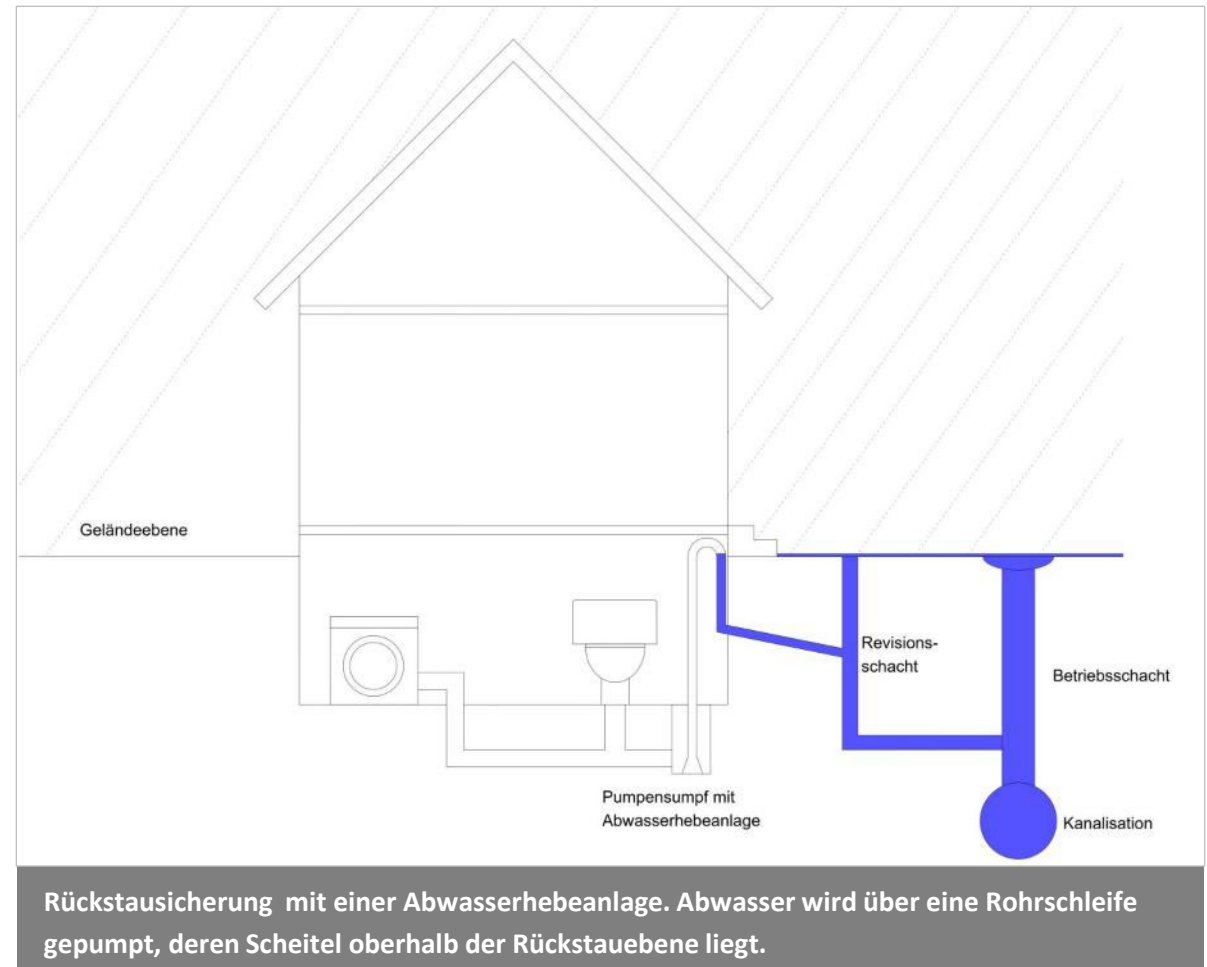 Geländeebene
Revisions-
schacht
Betriebsschacht
Pumpensumpf mit
Abwasserhebeanlage
Kanalisation
Rückstausicherung  mit einer Abwasserhebeanlage. Abwasser wird über eine Rohrschleife
gepumpt, deren Scheitel oberhalb der Rückstauebene liegt.